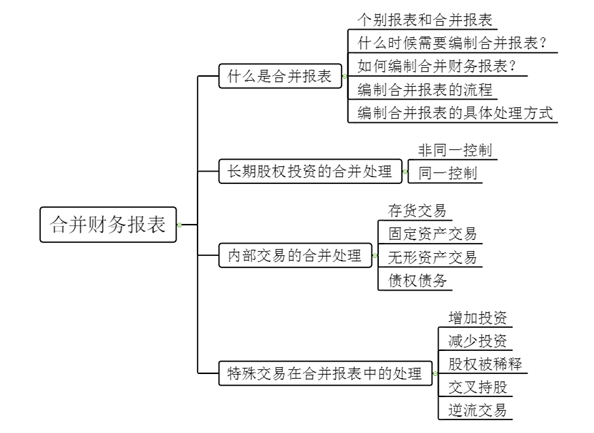 合并财务报表
什么是合并报表
个别报表和合并报表
什么时候需要编制合并报表？
如何编制合并财务报表？
编制合并报表的流程
编制合并报表的具体处理方式
长期股权投资的合并处理
非同一控制
同一控制
内部交易的合并处理
存货交易
固定资产交易
无形资产交易
债权债务
特殊交易在合并报表中的处理
增加投资
减少投资
股权被稀释
交叉持股
逆流交易